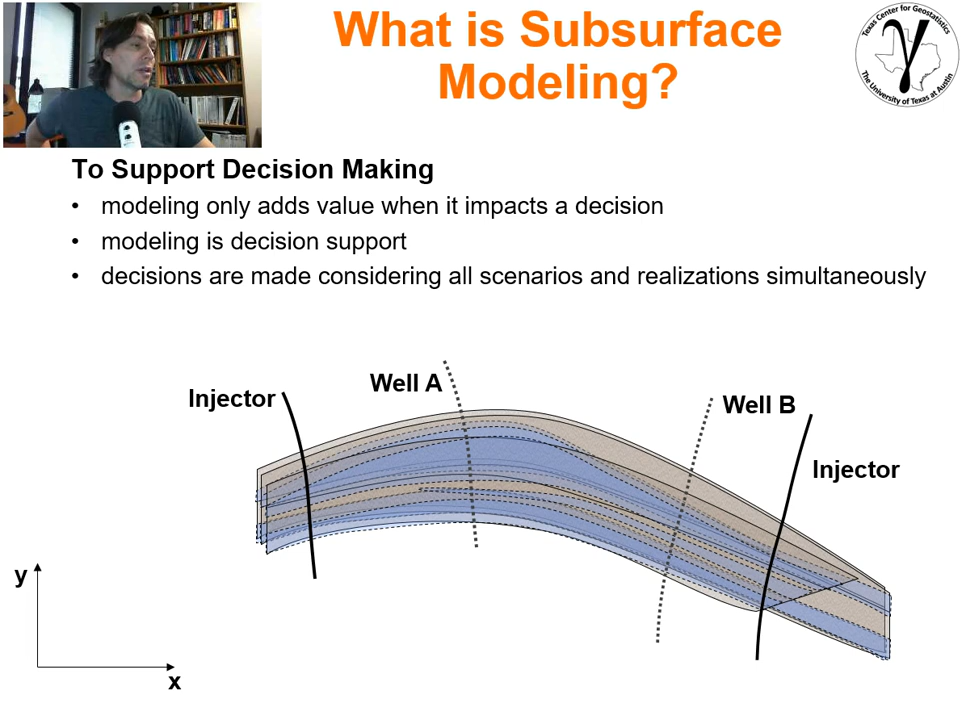 What is Subsurface
Modeling?
Texas Center for Geostatistics
γ
The University of Texas at Austin
To Support Decision Making
• modeling only adds value when it impacts a decision
• modeling is decision support
• decisions are made considering all scenarios and realizations simultaneously
Injector
Well A
Well B
Injector
y
x